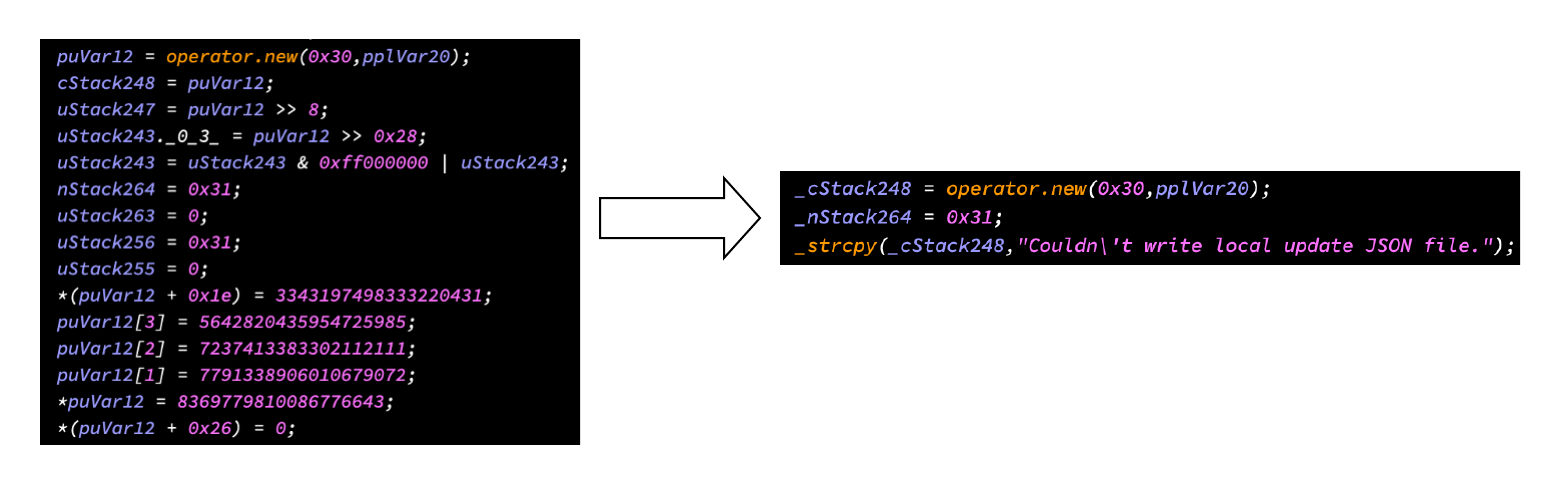 puVar12 = operator.new(0x30,pplVar20);
cStack248 = puVar12;
uStack247 = puVar12 >> 8;
uStack243._0_3_ = puVar12 >> 0x28;
uStack243 = uStack243 & 0xff000000 | uStack243;
nStack264 = 0x31;
uStack263 = 0;
uStack256 = 0x31;
uStack255 = 0;
*(puVar12 + 0x1e) = 3343197498333220431;
puVar12[3] = 5642820435954725985;
puVar12[2] = 7237413383302112111;
puVar12[1] = 7791338906010679072;
*puVar12 = 8369779810086776643;
*(puVar12 + 0x26) = 0;
_cStack248 = operator.new(0x30,pplVar20);
_nStack264 = 0x31;
_strcpy(_cStack248,"Couldn\'t write local update JSON file.");